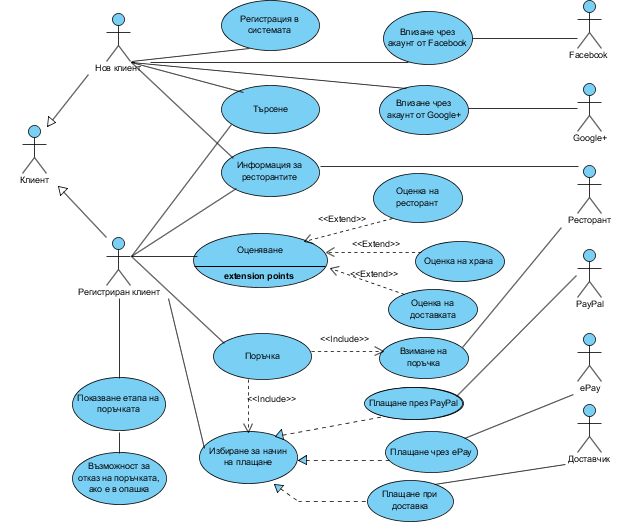 Регистрация в
системата
Влизане чрез
акаунт от Facebook
Facebook
Нов клиент
Търсене
Влизане чрез
акаунт от Google+
Google+
Клиент
Информация за
ресторантите
Оценка на
ресторант
Ресторант
<<Extend>>
Оценяване
extension points
<<Extend>>
Оценка на храна
<<Extend>>
Регистриран клиент
Оценка на
доставката
PayPal
<<Include>>
Поръчка
Взимане на
поръчка
ePay
<<Include>>
Показване етапа на
поръчката
Плащане през PayPal
Избиране за начин
на плащане
Плащане чрез ePay
Доставчик
Възможност за
отказ на поръчката,
ако е в опашка
Плащане при
доставка